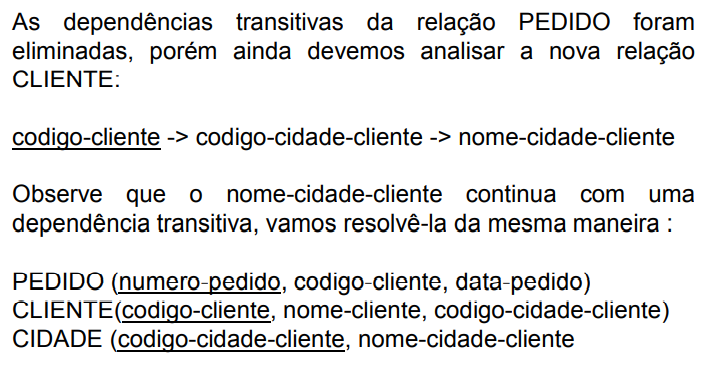 As dependências transitivas da relação PEDIDO foram
eliminadas, porém ainda devemos analisar a nova relação
CLIENTE:
codigo-cliente -> codigo-cidade-cliente -> nome-cidade-cliente
Observe que o nome-cidade-cliente continua com uma
dependência transitiva, vamos resolvê-la da mesma maneira :
PEDIDO (numero-pedido, codigo-cliente, data-pedido)
CLIENTE(codigo-cliente, nome-cliente, codigo-cidade-cliente)
CIDADE (codigo-cidade-cliente, nome-cidade-cliente